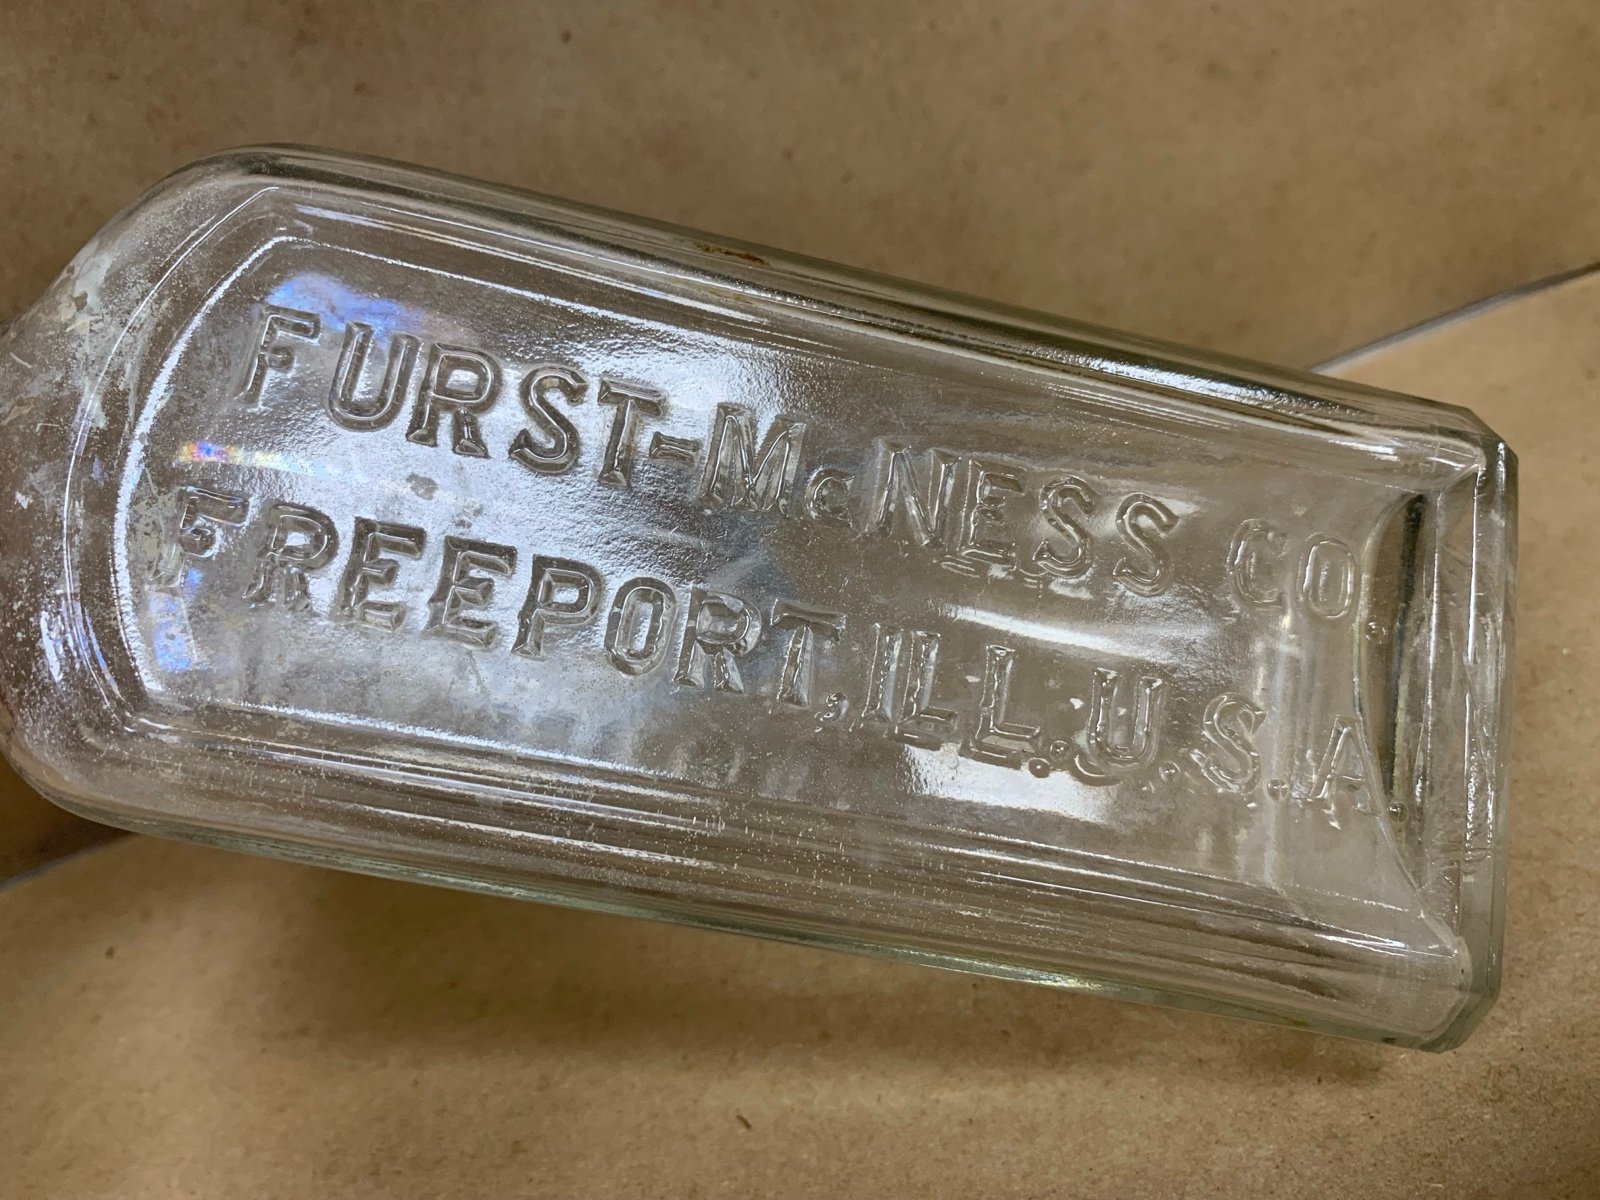 FURST-McNESS CO.
FREEPORT, ILL. U.S.A.